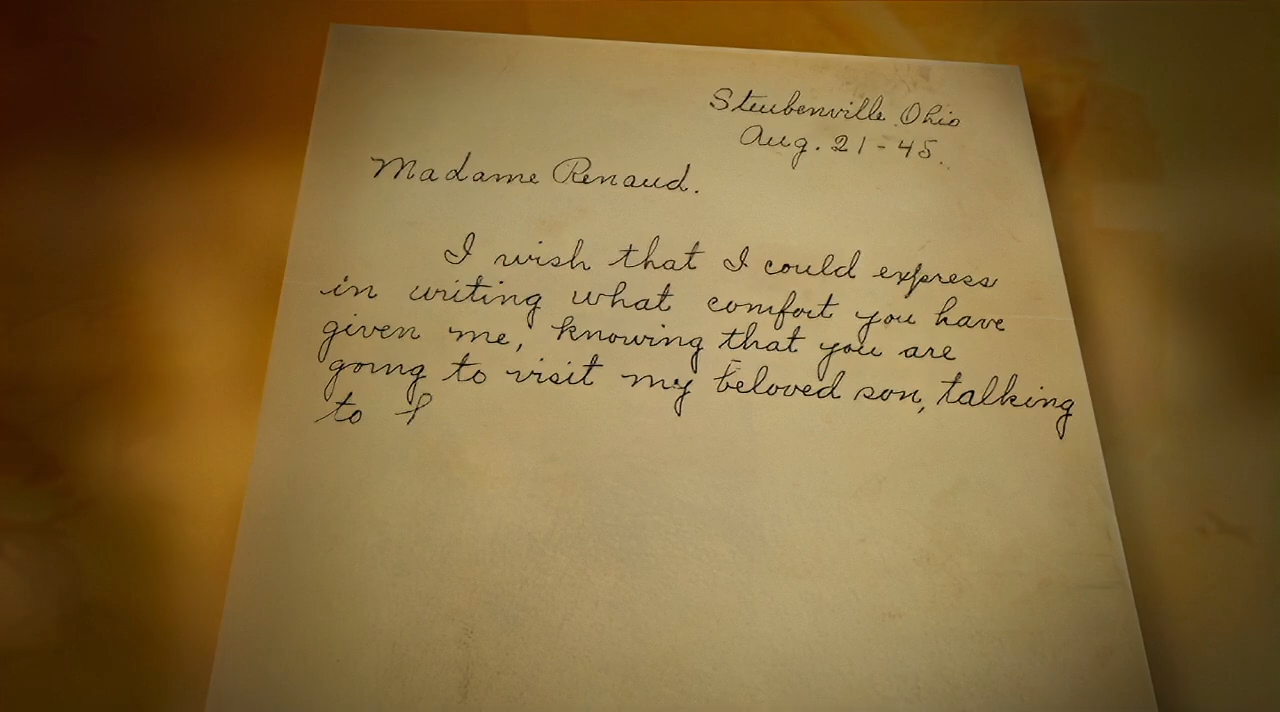 Steubenville Ohio
Aug. 21-45.
Madame Renaud.
I wish that I could express
in writing what comfort you have
given me, knowing that you are
going to visit my beloved son, talking
to